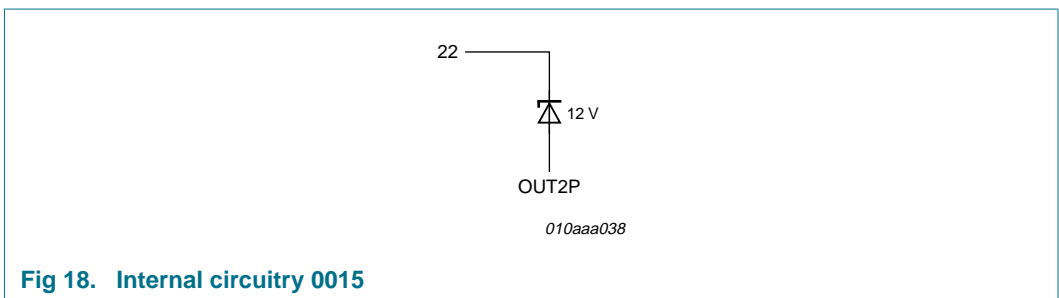 22
12 V
OUT2P
010aaa038
Fig 18. Internal circuitry 0015